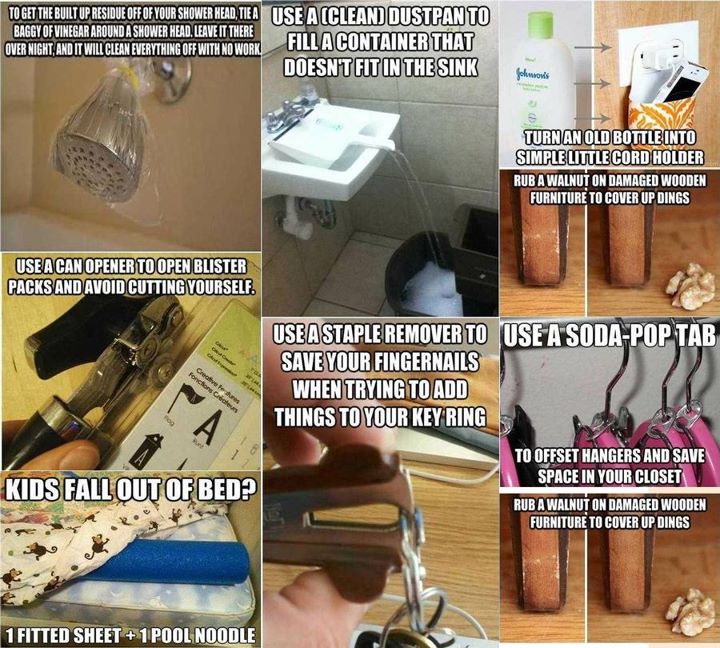 TO GET THE BUILT UP RESIDUE OFF OF YOUR SHOWER HEAD, TIE A
BAGGY OF VINEGAR AROUND A SHOWER HEAD. LEAVE IT THERE
OVER NIGHT, AND IT WILL CLEAN EVERYTHING OFF WITH NO WORK.
USE A (CLEAN) DUSTPAN TO
FILL A CONTAINER THAT
DOESN'T FIT IN THE SINK
Johnson's
TURN AN OLD BOTTLE INTO
SIMPLE LITTLE CORD HOLDER
RUB A WALNUT ON DAMAGED WOODEN
FURNITURE TO COVER UP DINGS
USE A CAN OPENER TO OPEN BLISTER
PACKS AND AVOID CUTTING YOURSELF.
Creative Features
Fonctions Créateurs
USE A STAPLE REMOVER TO
SAVE YOUR FINGERNAILS
WHEN TRYING TO ADD
THINGS TO YOUR KEY RING
USE A SODA-POP TAB
TO OFFSET HANGERS AND SAVE
SPACE IN YOUR CLOSET
KIDS FALL OUT OF BED?
1 FITTED SHEET + 1 POOL NOODLE
RUB A WALNUT ON DAMAGED WOODEN
FURNITURE TO COVER UP DINGS